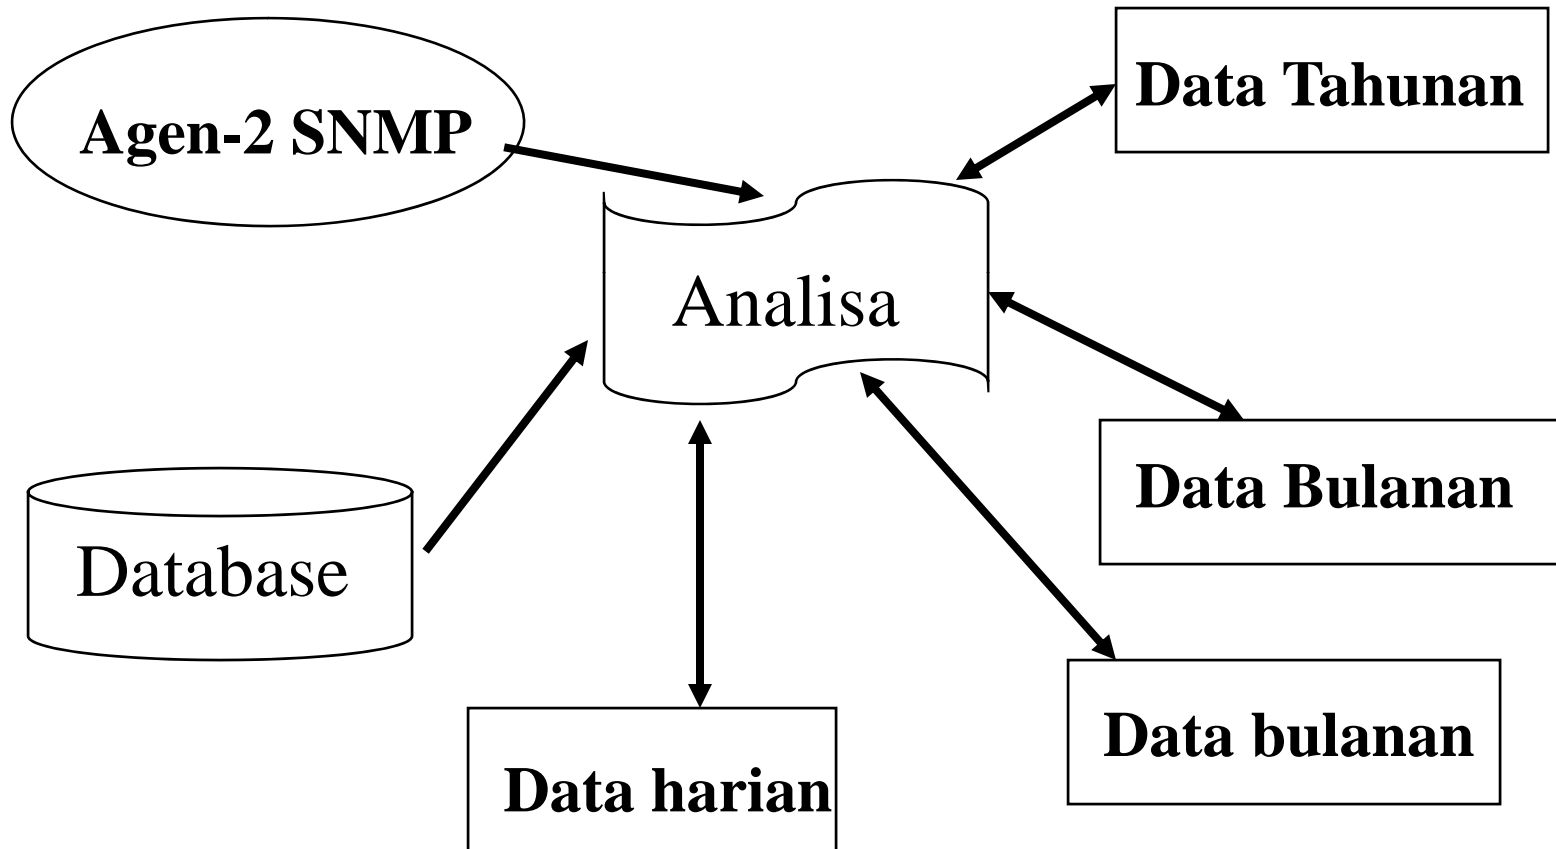 Agen-2 SNMP
Data Tahunan
Analisa
Data Bulanan
Database
Data bulanan
Data harian